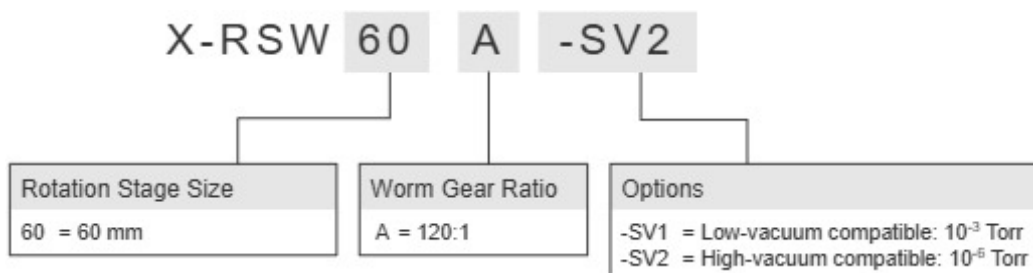 X-RSW 60 A -SV2
Rotation Stage Size
60 = 60 mm
Worm Gear Ratio
A = 120:1
Options
-SV1 = Low-vacuum compatible: 10⁻³ Torr
-SV2 = High-vacuum compatible: 10⁻⁶ Torr